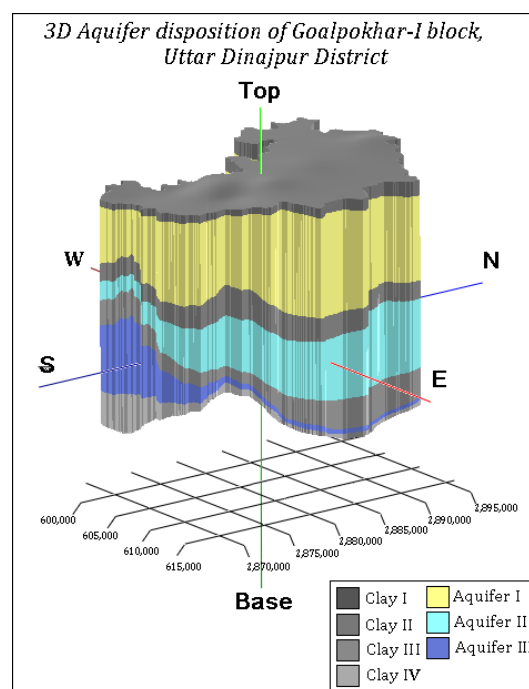 3D Aquifer disposition of Goalpokhar-I block,
Uttar Dinajpur District
Top
W
N
S
E
600,000
605,000
610,000
615,000
2,870,000
2,875,000
2,880,000
2,885,000
2,890,000
2,895,000
Base
Clay I Aquifer I
Clay II Aquifer II
Clay III Aquifer III
Clay IV